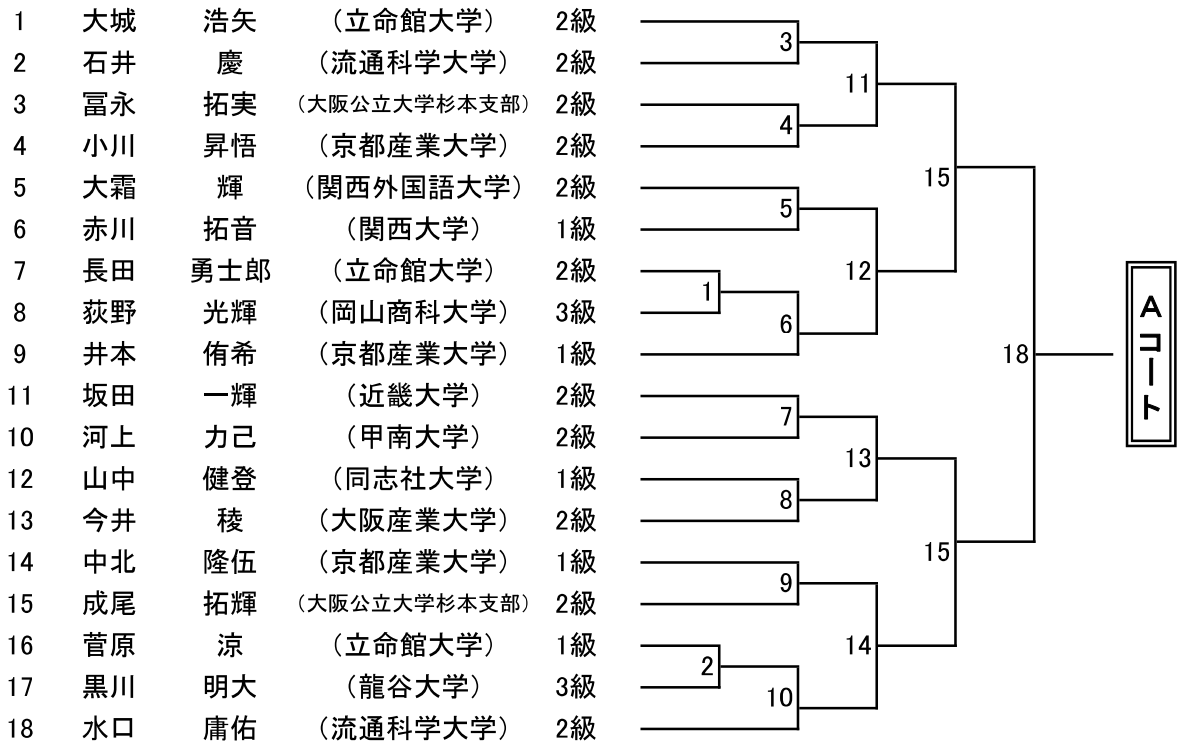 1 大城 浩矢 （立命館大学） 2級
2 石井 慶 （流通科学大学） 2級
3 冨永 拓実 （大阪公立大学杉本支部） 2級
4 小川 昇悟 （京都産業大学） 2級
5 大霜 輝 （関西外国語大学） 2級
6 赤川 拓音 （関西大学） 1級
7 長田 勇士郎 （立命館大学） 2級
8 荻野 光輝 （岡山商科大学） 3級
9 井本 侑希 （京都産業大学） 1級
11 坂田 一輝 （近畿大学） 2級
10 河上 力己 （甲南大学） 2級
12 山中 健登 （同志社大学） 1級
13 今井 稜 （大阪産業大学） 2級
14 中北 隆伍 （京都産業大学） 1級
15 成尾 拓輝 （大阪公立大学杉本支部） 2級
16 菅原 涼 （立命館大学） 1級
17 黒川 明大 （龍谷大学） 3級
18 水口 庸佑 （流通科学大学） 2級
3
11
4
15
5
12
1
6
18
7
13
8
15
9
14
2
10
Aコート